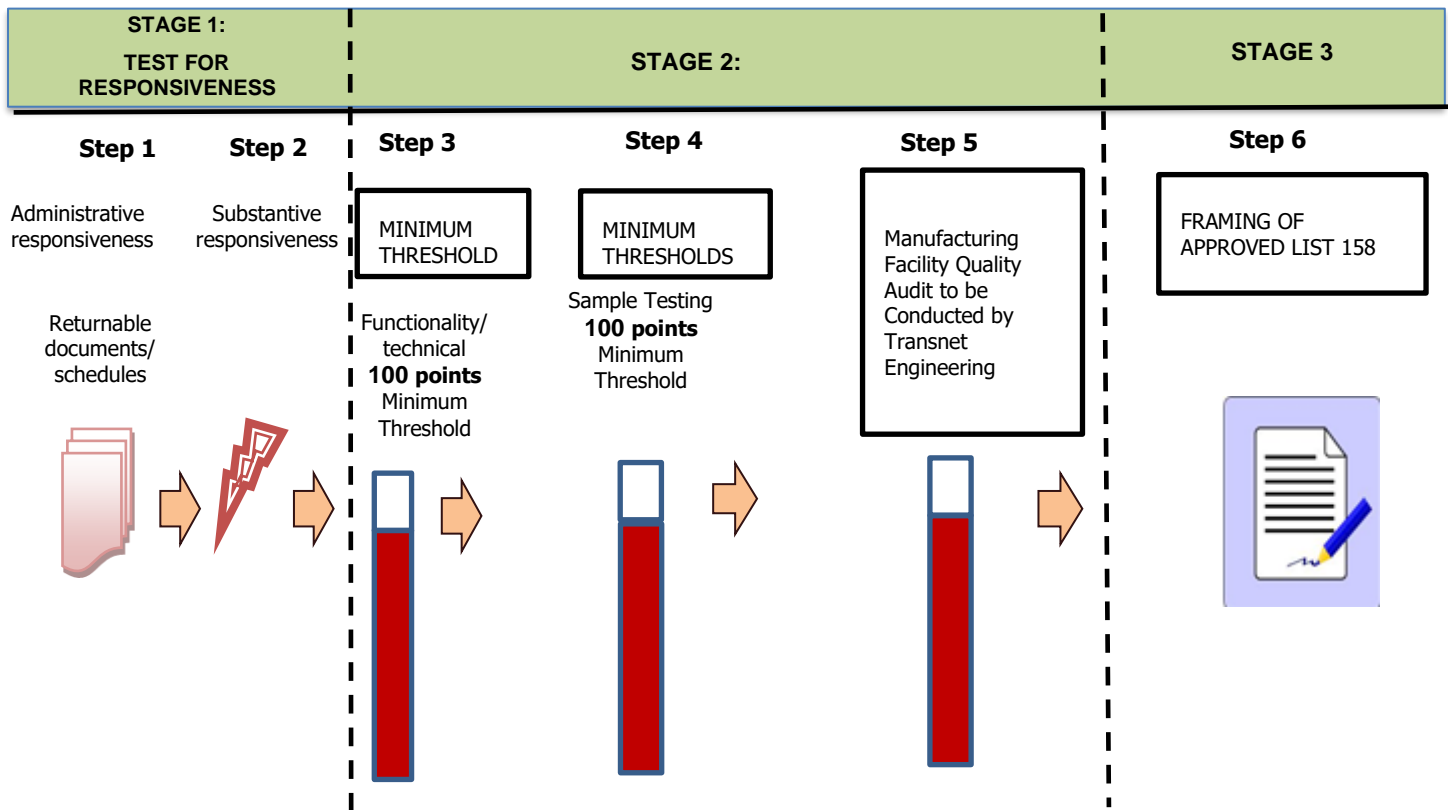 STAGE 1:
TEST FOR
RESPONSIVENESS
STAGE 2:
STAGE 3
Step 1
Administrative
responsiveness
Returnable
documents/
schedules
Step 2
Substantive
responsiveness
Step 3
MINIMUM
THRESHOLD
Functionality/
technical
100 points
Minimum
Threshold
Step 4
MINIMUM
THRESHOLDS
Sample Testing
100 points
Minimum
Threshold
Step 5
Manufacturing
Facility Quality
Audit to be
Conducted by
Transnet
Engineering
Step 6
FRAMING OF
APPROVED LIST 158